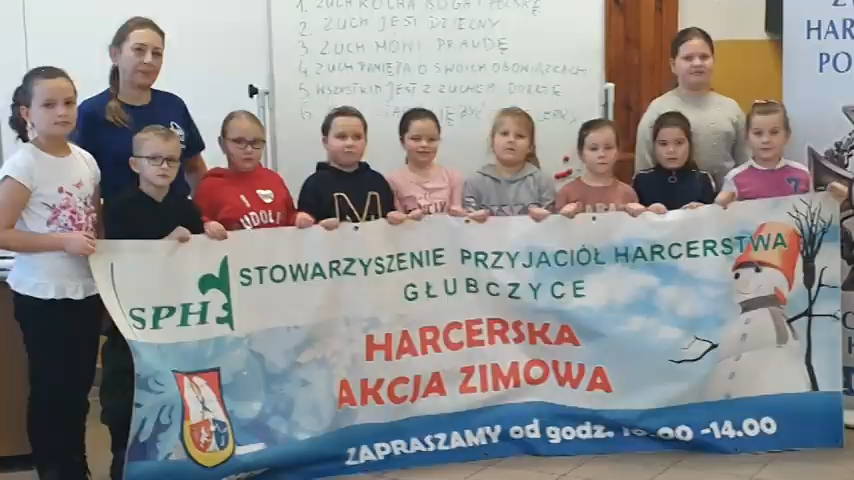 1. ZUCH KOCHA BOGA I POLSKĘ
2. ZUCH JEST DZIELNY
3 ZUCH MÓWI PRAWDĘ
4 ZUCH PAMIĘTA O SWOICH OBOWIĄZKACH
5 WSZYSTKIM JEST Z ZUCHEM DOBRZE
6
HAR
PO
M
7
SPH
STOWARZYSZENIE PRZYJACIÓŁ HARCERSTWA
GŁUBCZYCE
HARCERSKA
AKCJA ZIMOWA
ZAPRASZAMY od godz. -14.00